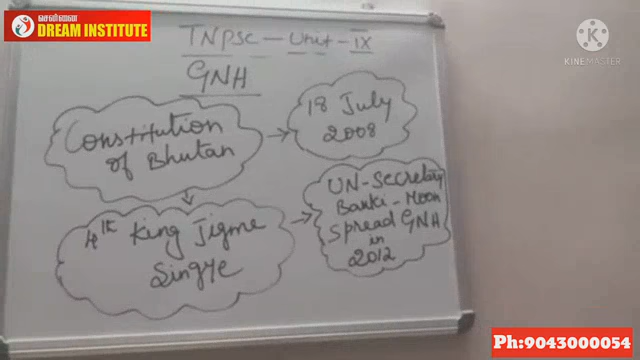 சென்னை
DREAM INSTITUTE
TNPSC - Unit - IX
GNH
Constitution
of Bhutan
18 July
2008
4th King Jigme
Singye
UN-Secretary
Banki-Moon
Spread GNH
in
2012
KINEMASTER
Ph:9043000054